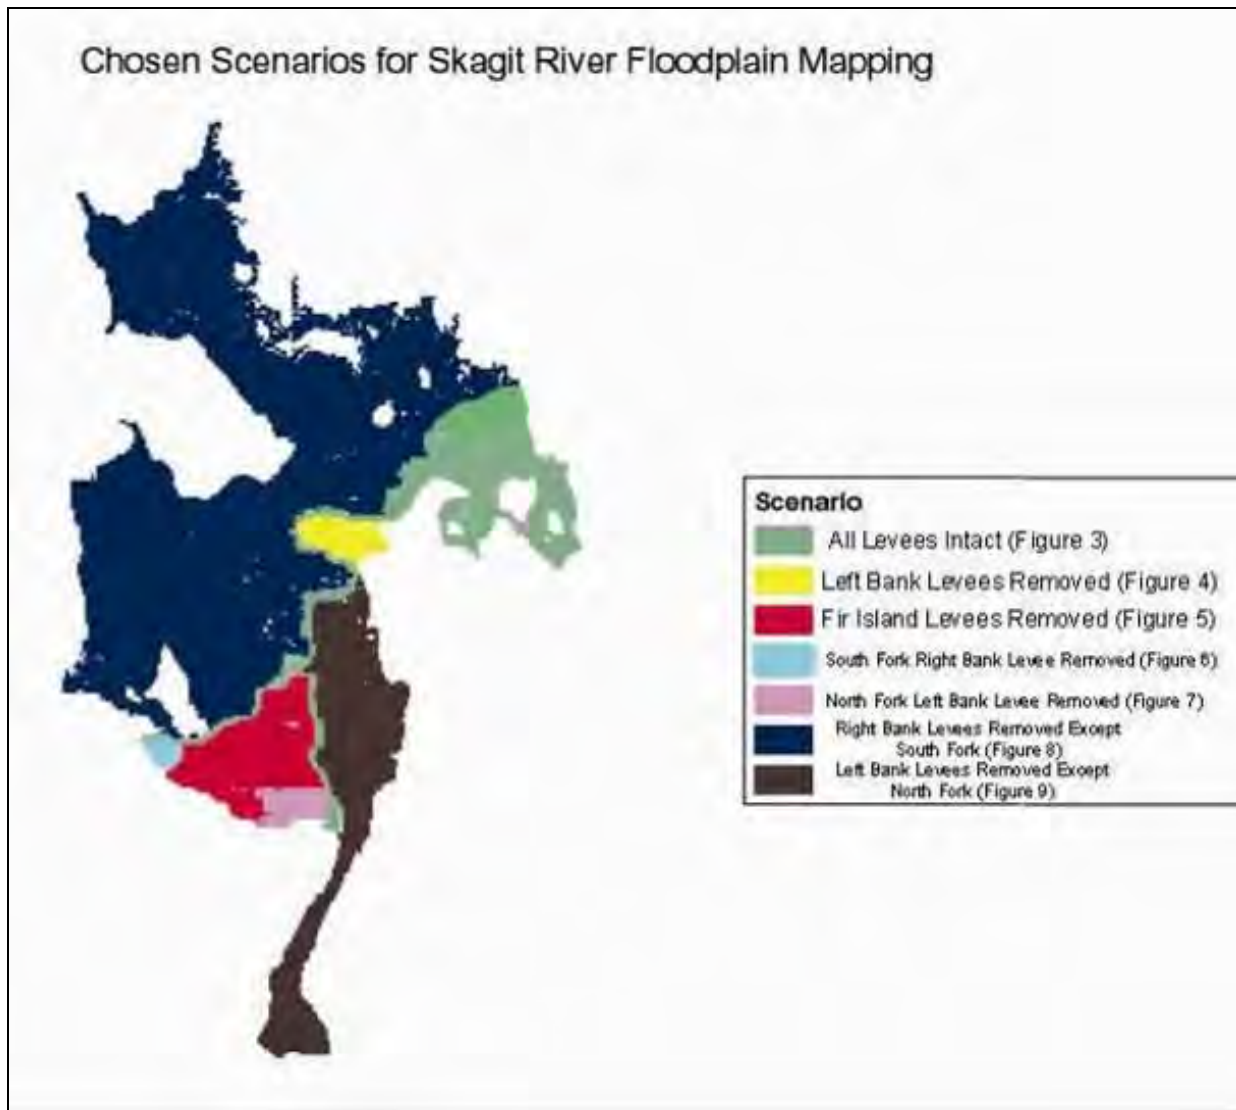 Chosen Scenarios for Skagit River Floodplain Mapping
Scenario
All Levees Intact (Figure 3)
Left Bank Levees Removed (Figure 4)
Fir Island Levees Removed (Figure 5)
South Fork Right Bank Levee Removed (Figure 6)
North Fork Left Bank Levee Removed (Figure 7)
Right Bank Levees Removed Except
South Fork (Figure 8)
Left Bank Levees Removed Except
North Fork (Figure 9)